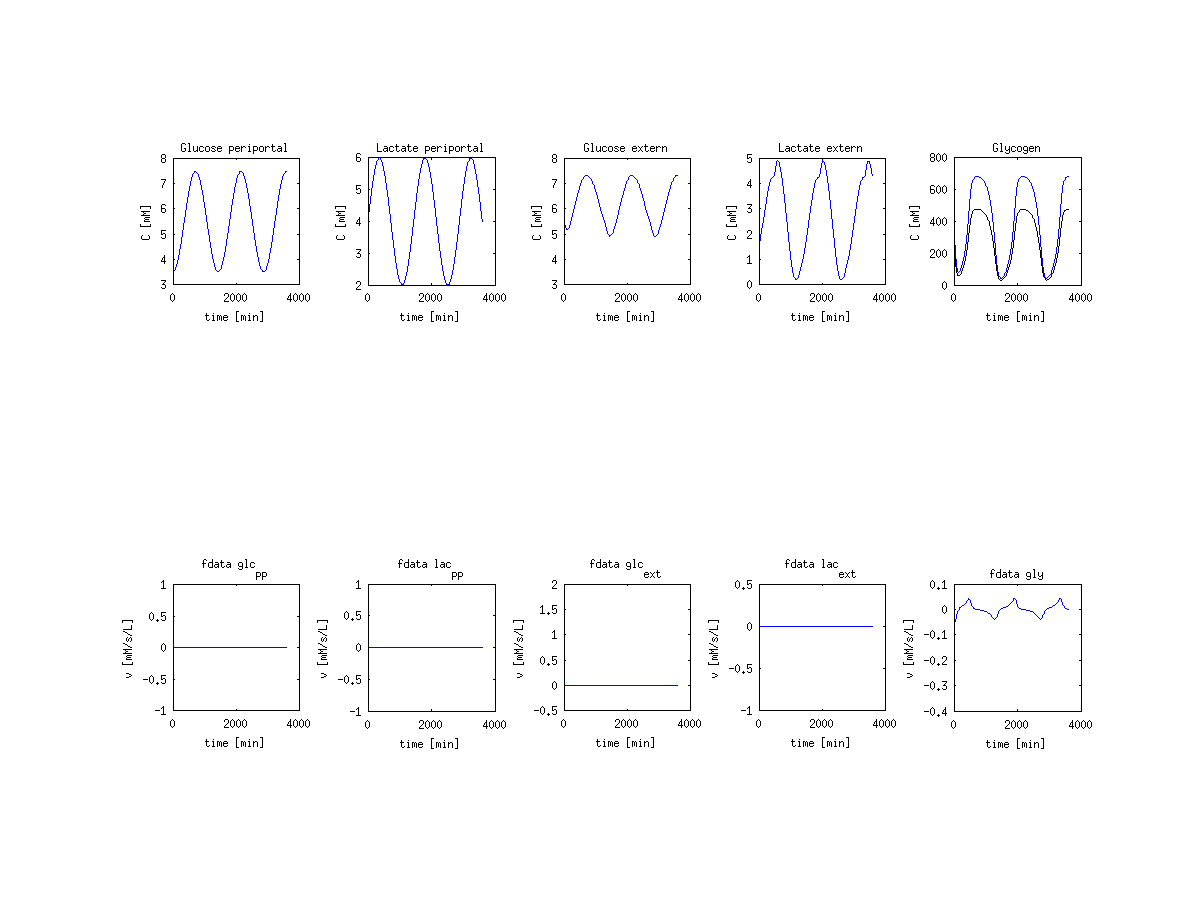 Glucose periportal
8
7
6
5
4
3
C [mM]
0 2000 4000
time [min]
Lactate periportal
6
5
4
3
2
C [mM]
0 2000 4000
time [min]
Glucose extern
8
7
6
5
4
3
C [mM]
0 2000 4000
time [min]
Lactate extern
5
4
3
2
1
0
C [mM]
0 2000 4000
time [min]
Glycogen
800
600
400
200
0
C [mM]
0 2000 4000
time [min]
fdata glc
PP
1
0.5
0
-0.5
-1
v [mM/s/L]
0 2000 4000
time [min]
fdata lac
PP
1
0.5
0
-0.5
-1
v [mM/s/L]
0 2000 4000
time [min]
fdata glc
ext
2
1.5
1
0.5
0
-0.5
v [mM/s/L]
0 2000 4000
time [min]
fdata lac
ext
0.5
0
-0.5
-1
v [mM/s/L]
0 2000 4000
time [min]
fdata gly
0.1
0
-0.1
-0.2
-0.3
-0.4
v [mM/s/L]
0 2000 4000
time [min]